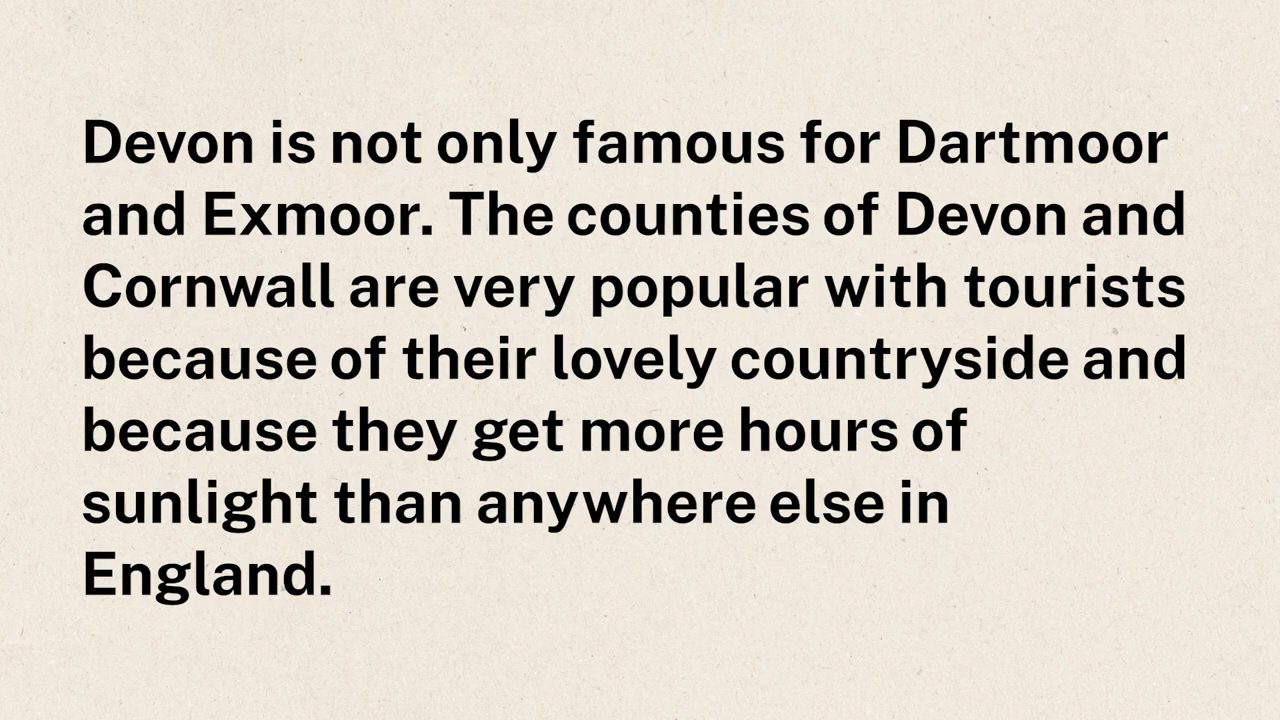 Devon is not only famous for Dartmoor
and Exmoor. The counties of Devon and
Cornwall are very popular with tourists
because of their lovely countryside and
because they get more hours of
sunlight than anywhere else in
England.